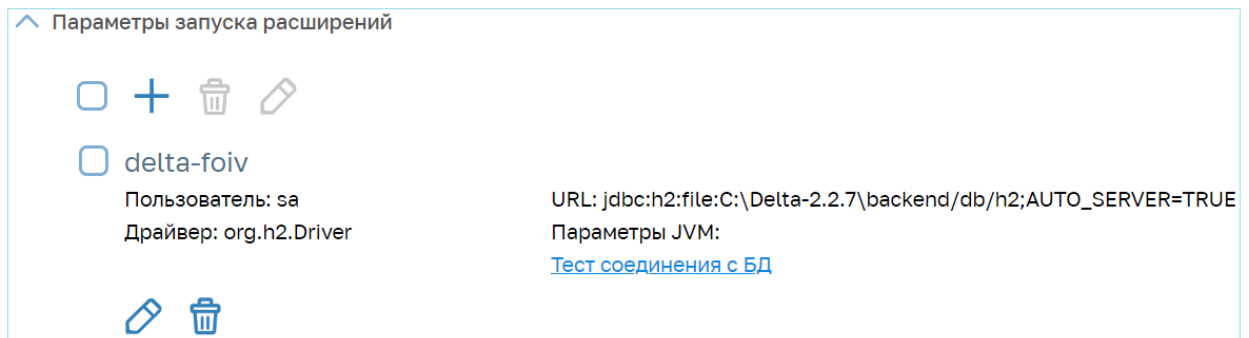 Параметры запуска расширений
delta-foiv
Пользователь: sa
URL: jdbc:h2:file:C:\Delta-2.2.7\backend/db/h2;AUTO_SERVER=TRUE
Драйвер: org.h2.Driver
Параметры JVM:
Тест соединения с БД